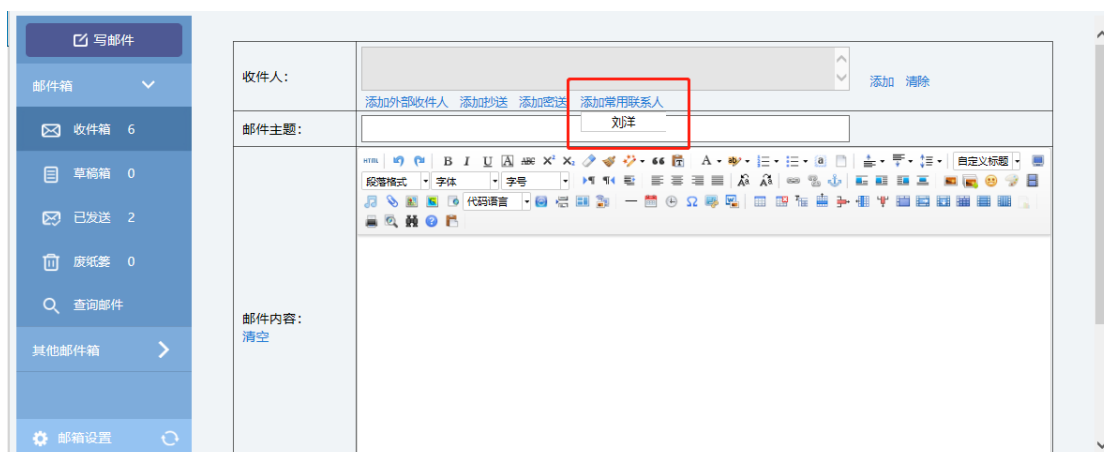 写邮件
邮件箱
收件箱 6
草稿箱 0
已发送 2
废纸篓 0
查询邮件
其他邮件箱
邮箱设置
收件人：
添加 清除
添加外部收件人 添加抄送 添加密送 添加常用联系人
刘洋
邮件主题：
HTML B I U A ABC X² X₂ A a 自定义标题
段落格式 字体 字号
代码语言
邮件内容：
清空